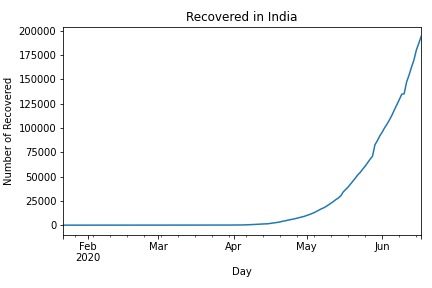 Recovered in India
Number of Recovered
200000
175000
150000
125000
100000
75000
50000
25000
0
Feb Mar Apr May Jun
2020
Day